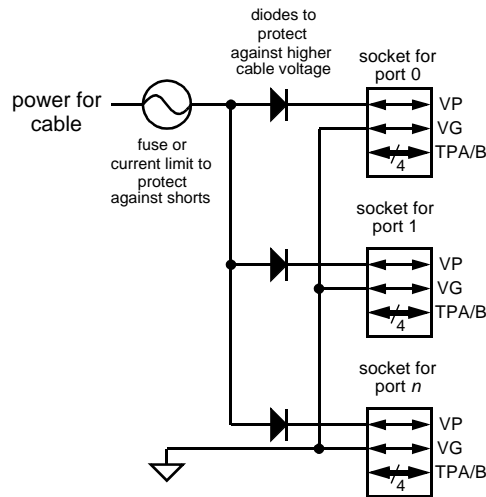 diodes to
protect
against higher
cable voltage
power for
cable
fuse or
current limit to
protect
against shorts
socket for
port 0
VP
VG
TPA/B
4
socket for
port 1
VP
VG
TPA/B
4
socket for
port n
VP
VG
TPA/B
4